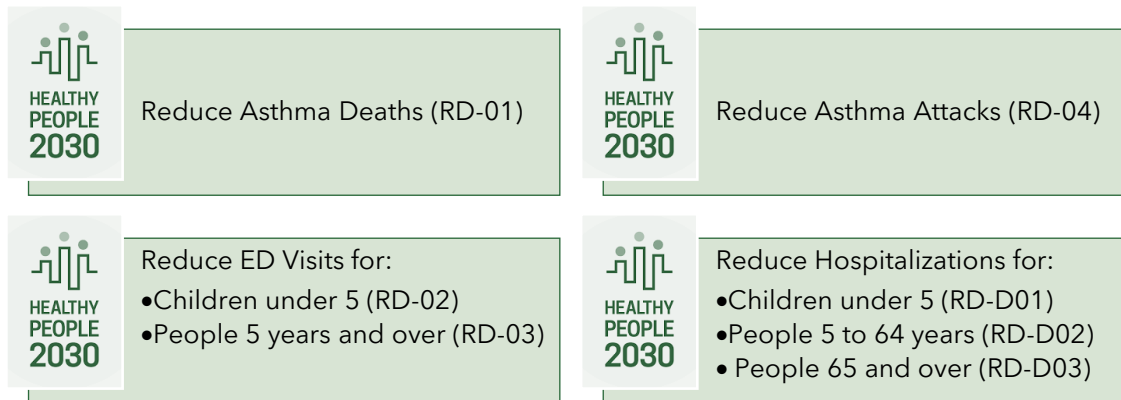 HEALTHY
PEOPLE
2030
Reduce Asthma Deaths (RD-01)
HEALTHY
PEOPLE
2030
Reduce Asthma Attacks (RD-04)
HEALTHY
PEOPLE
2030
Reduce ED Visits for:
•Children under 5 (RD-02)
•People 5 years and over (RD-03)
HEALTHY
PEOPLE
2030
Reduce Hospitalizations for:
•Children under 5 (RD-D01)
•People 5 to 64 years (RD-D02)
• People 65 and over (RD-D03)